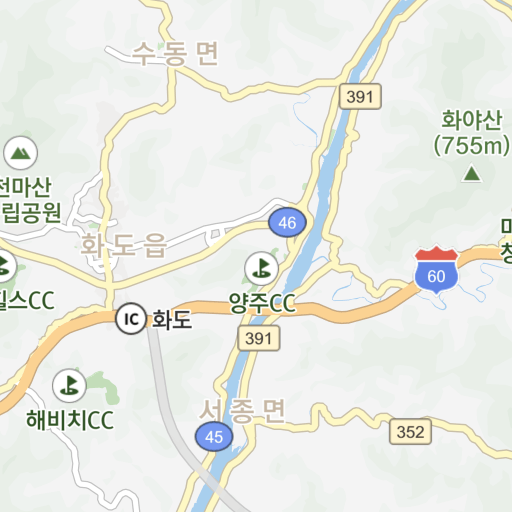 수동면
391
화야산
(755m)
천마산
립공원
46
화도읍
60
힐스CC
양주CC
IC 화도
391
서종면
해비치CC
45
352